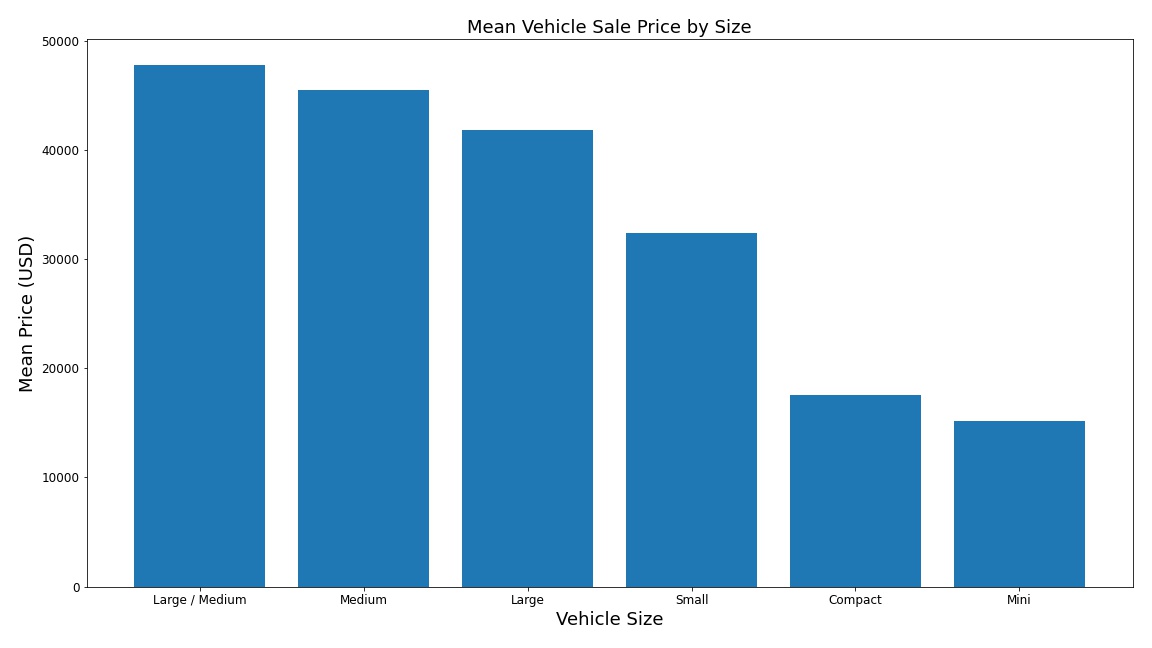 Mean Vehicle Sale Price by Size
50000
40000
30000
20000
10000
0
Mean Price (USD)
Large / Medium
Medium
Large
Small
Compact
Mini
Vehicle Size